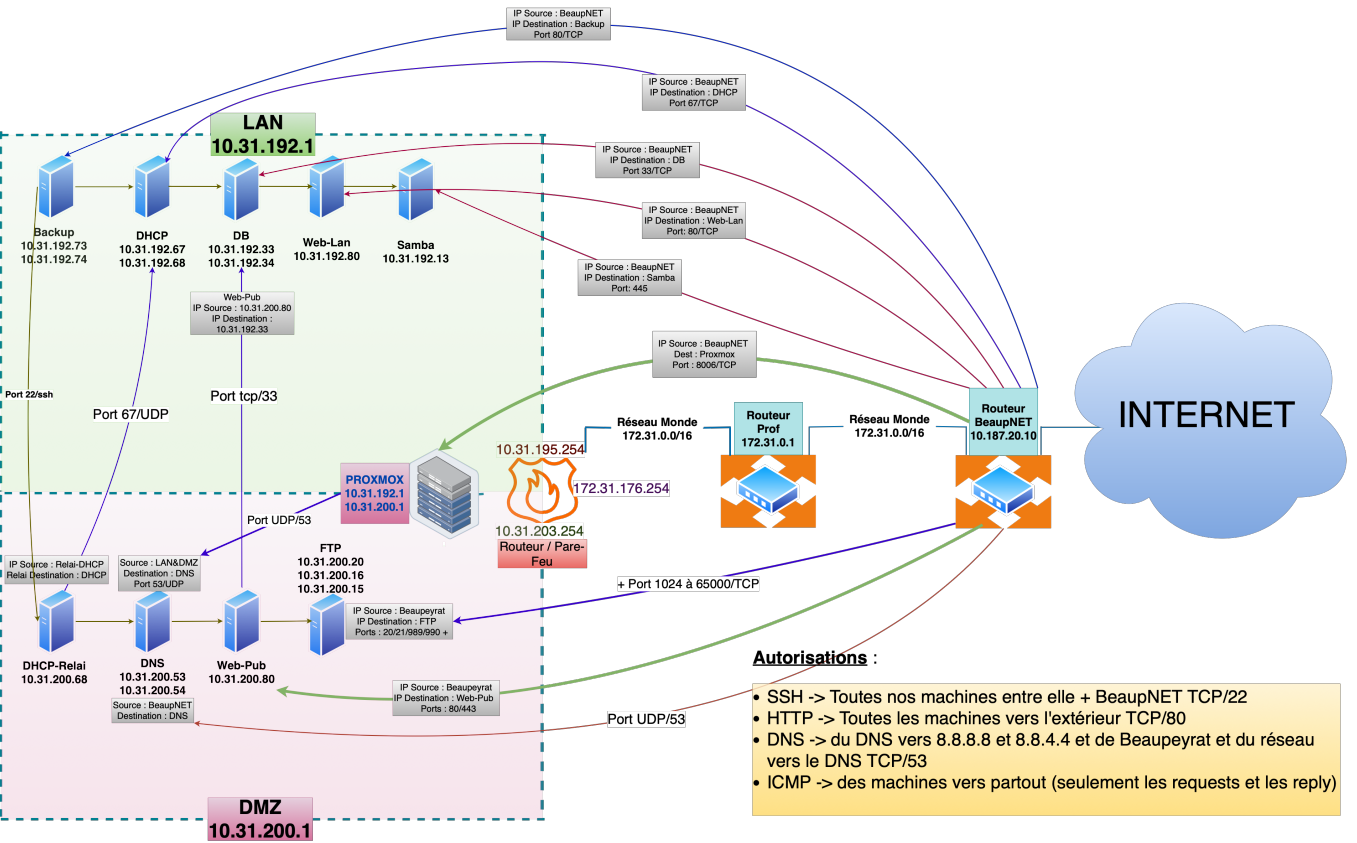 IP Source : BeaupNET
IP Destination : Backup
Port 80/TCP
IP Source : BeaupNET
IP Destination : DHCP
Port 67/TCP
LAN
10.31.192.1
IP Source : BeaupNET
IP Destination : DB
Port 33/TCP
IP Source : BeaupNET
IP Destination : Web-Lan
Port: 80/TCP
Backup
10.31.192.73
10.31.192.74
DHCP
10.31.192.67
10.31.192.68
DB
10.31.192.33
10.31.192.34
Web-Lan
10.31.192.80
Samba
10.31.192.13
IP Source : BeaupNET
IP Destination : Samba
Port: 445
Web-Pub
IP Source : 10.31.200.80
IP Destination :
10.31.192.33
IP Source : BeaupNET
Dest : Proxmox
Port : 8006/TCP
Port 22/ssh
Port 67/UDP
Port tcp/33
Réseau Monde
172.31.0.0/16
Routeur
Prof
172.31.0.1
Réseau Monde
172.31.0.0/16
Routeur
BeaupNET
10.187.20.10
INTERNET
10.31.195.254
172.31.176.254
10.31.203.254
Routeur / Pare-
Feu
PROXMOX
10.31.192.1
10.31.200.1
Port UDP/53
IP Source : Relai-DHCP
Relai Destination : DHCP
Source : LAN&DMZ
Destination : DNS
Port 53/UDP
FTP
10.31.200.20
10.31.200.16
10.31.200.15
IP Source : Beaupeyrat
IP Destination : FTP
Ports : 20/21/989/990 +
+ Port 1024 à 65000/TCP
DHCP-Relai
10.31.200.68
DNS
10.31.200.53
10.31.200.54
Web-Pub
10.31.200.80
IP Source : Beaupeyrat
IP Destination : Web-Pub
Ports : 80/443
Source : BeaupNET
Destination : DNS
Port UDP/53
Autorisations :
• SSH -> Toutes nos machines entre elle + BeaupNET TCP/22
• HTTP -> Toutes les machines vers l'extérieur TCP/80
• DNS -> du DNS vers 8.8.8.8 et 8.8.4.4 et de Beaupeyrat et du réseau
vers le DNS TCP/53
• ICMP -> des machines vers partout (seulement les requests et les reply)
DMZ
10.31.200.1